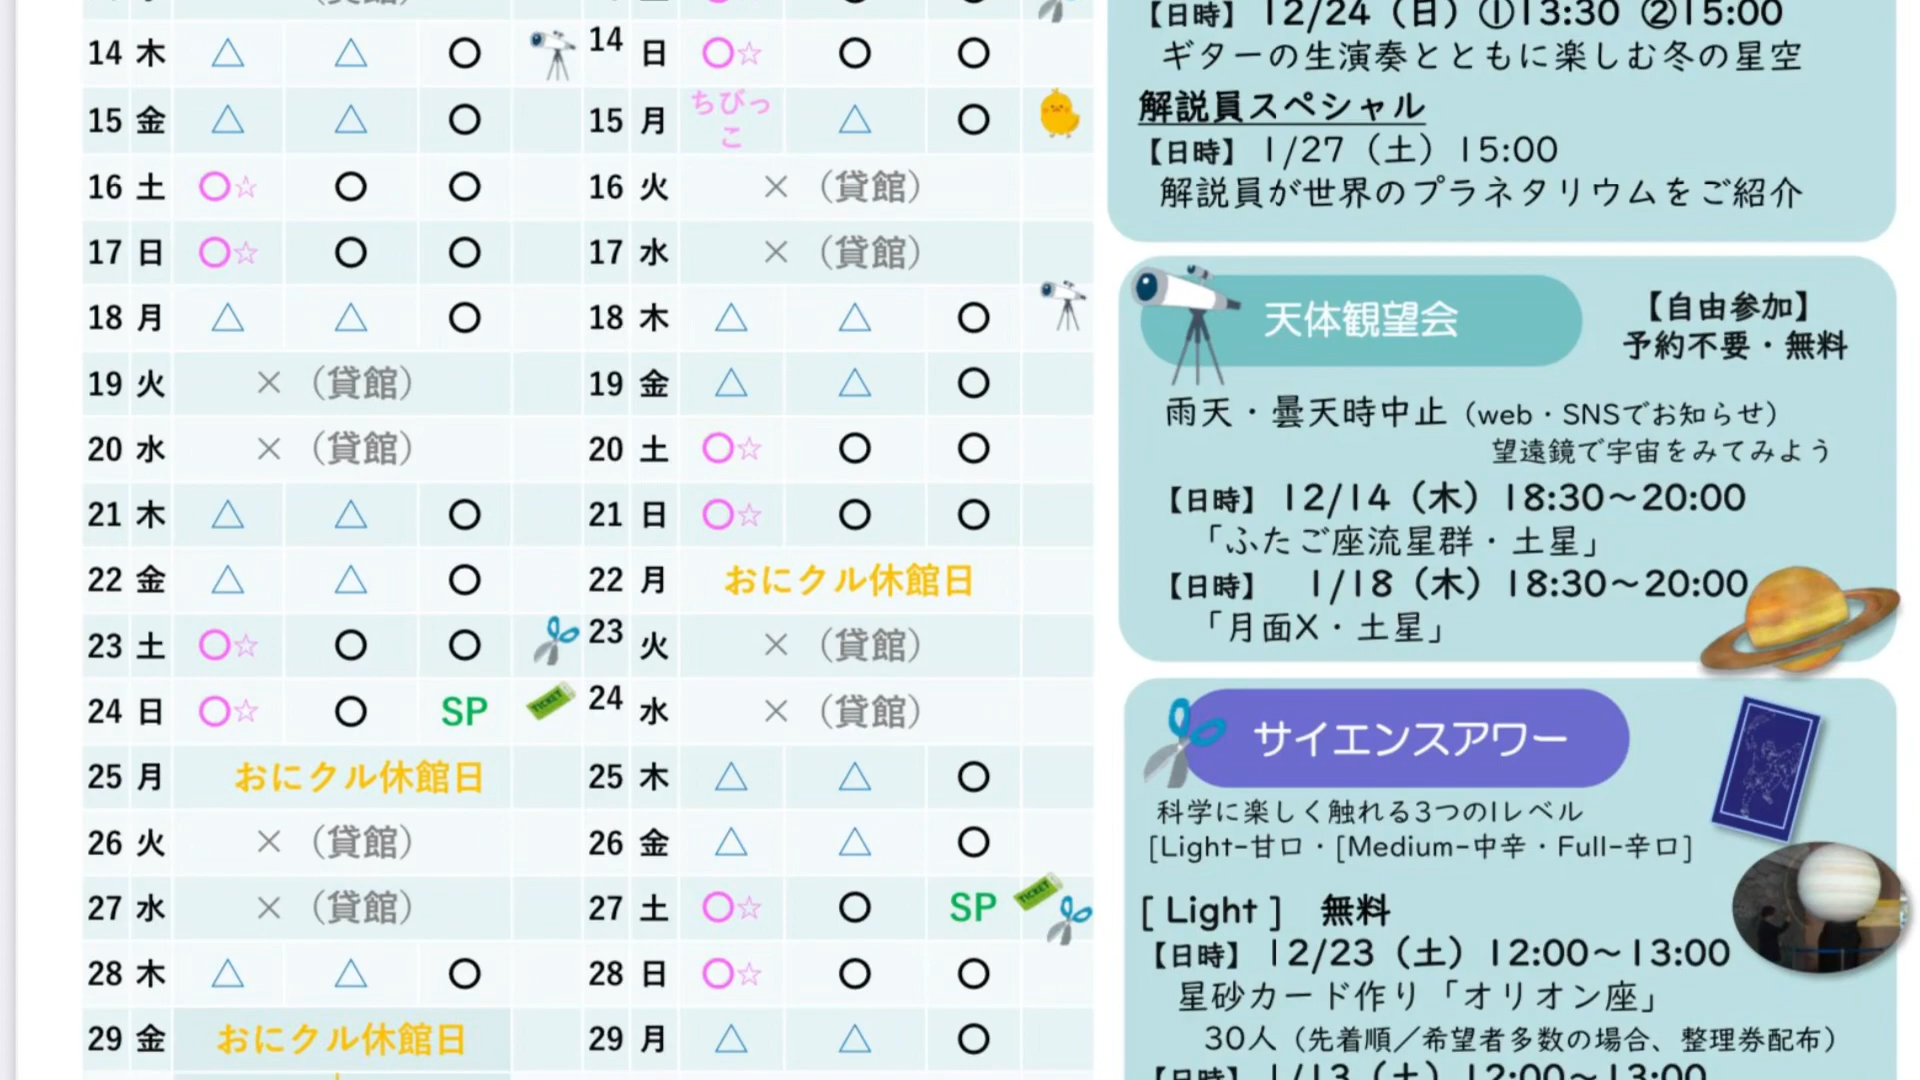 14 木 △ △ ○
15 金 △ △ ○
16 土 ○☆ ○ ○
17 日 ○☆ ○ ○
18 月 △ △ ○
19 火 ×（貸館）
20 水 ×（貸館）
21 木 △ △ ○
22 金 △ △ ○
23 土 ○☆ ○ ○
24 日 ○☆ ○ SP TICKET
25 月 おにクル休館日
26 火 ×（貸館）
27 水 ×（貸館）
28 木 △ △ ○
29 金 おにクル休館日
14 日 ○☆ ○ ○
15 月 ちびっこ △ ○
16 火 ×（貸館）
17 水 ×（貸館）
18 木 △ △ ○
19 金 △ △ ○
20 土 ○☆ ○ ○
21 日 ○☆ ○ ○
22 月 おにクル休館日
23 火 ×（貸館）
24 水 ×（貸館）
25 木 △ △ ○
26 金 △ △ ○
27 土 ○☆ ○ SP TICKET
28 日 ○☆ ○ ○
29 月 △ △ ○
【日時】12/24（日）①13:30 ②15:00
ギターの生演奏とともに楽しむ冬の星空
解説員スペシャル
【日時】1/27（土）15:00
解説員が世界のプラネタリウムをご紹介
天体観望会
【自由参加】
予約不要・無料
雨天・曇天時中止（web・SNSでお知らせ）
望遠鏡で宇宙をみてみよう
【日時】12/14（木）18:30～20:00
「ふたご座流星群・土星」
【日時】 1/18（木）18:30～20:00
「月面X・土星」
サイエンスアワー
科学に楽しく触れる3つのlレベル
[Light-甘口・[Medium-中辛・Full-辛口]
[ Light ] 無料
【日時】12/23（土）12:00～13:00
星砂カード作り「オリオン座」
30人（先着順／希望者多数の場合、整理券配布）
【日時】1/13（土）12:00～13:00